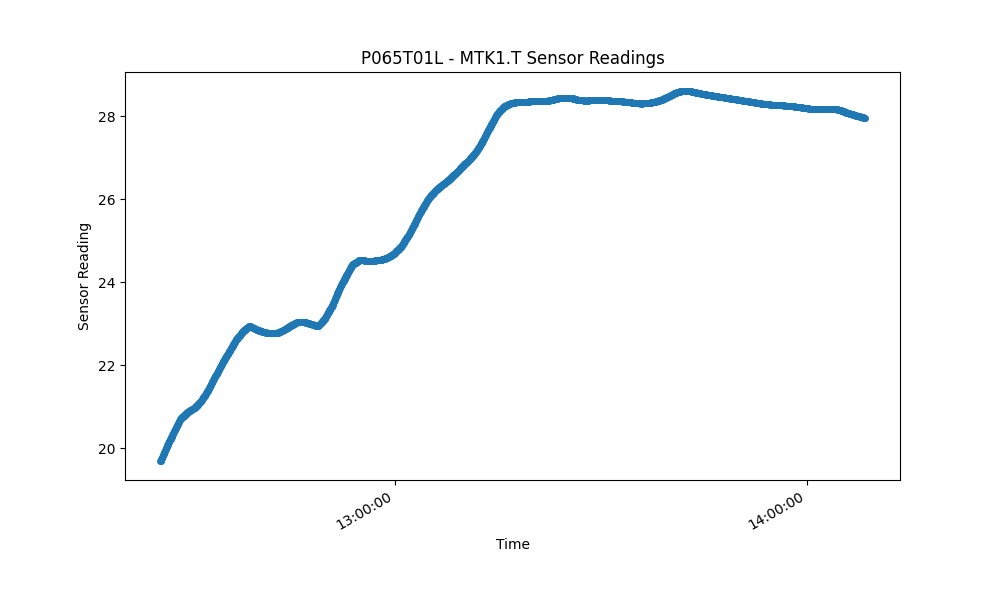 P065T01L - MTK1.T Sensor Readings
Sensor Reading
28
26
24
22
20
13:00:00
14:00:00
Time